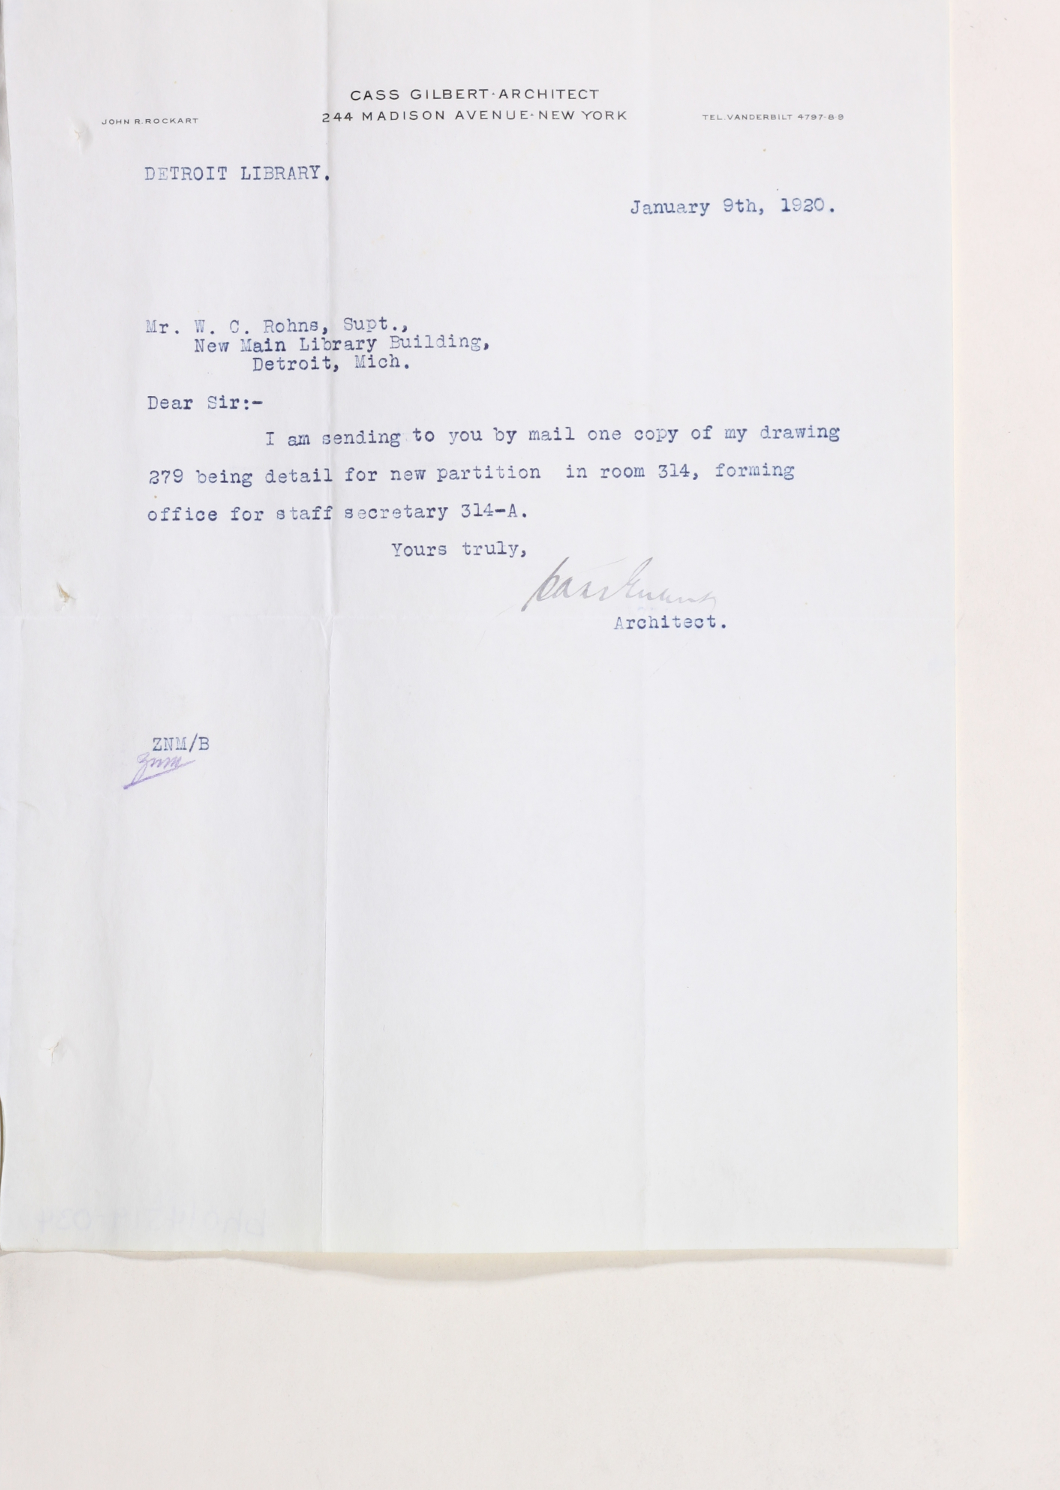 CASS GILBERT·ARCHITECT
244 MADISON AVENUE·NEW YORK
JOHN R. ROCKART
TEL. VANDERBILT 4797-8-9
DETROIT LIBRARY.
January 9th, 1920.
Mr. W. C. Rohns, Supt.,
New Main Library Building,
Detroit, Mich.
Dear Sir:-
I am sending to you by mail one copy of my drawing
279 being detail for new partition in room 314, forming
office for staff secretary 314-A.
Yours truly,
Cass Gilbert
Architect.
ZNM/B
ZNM